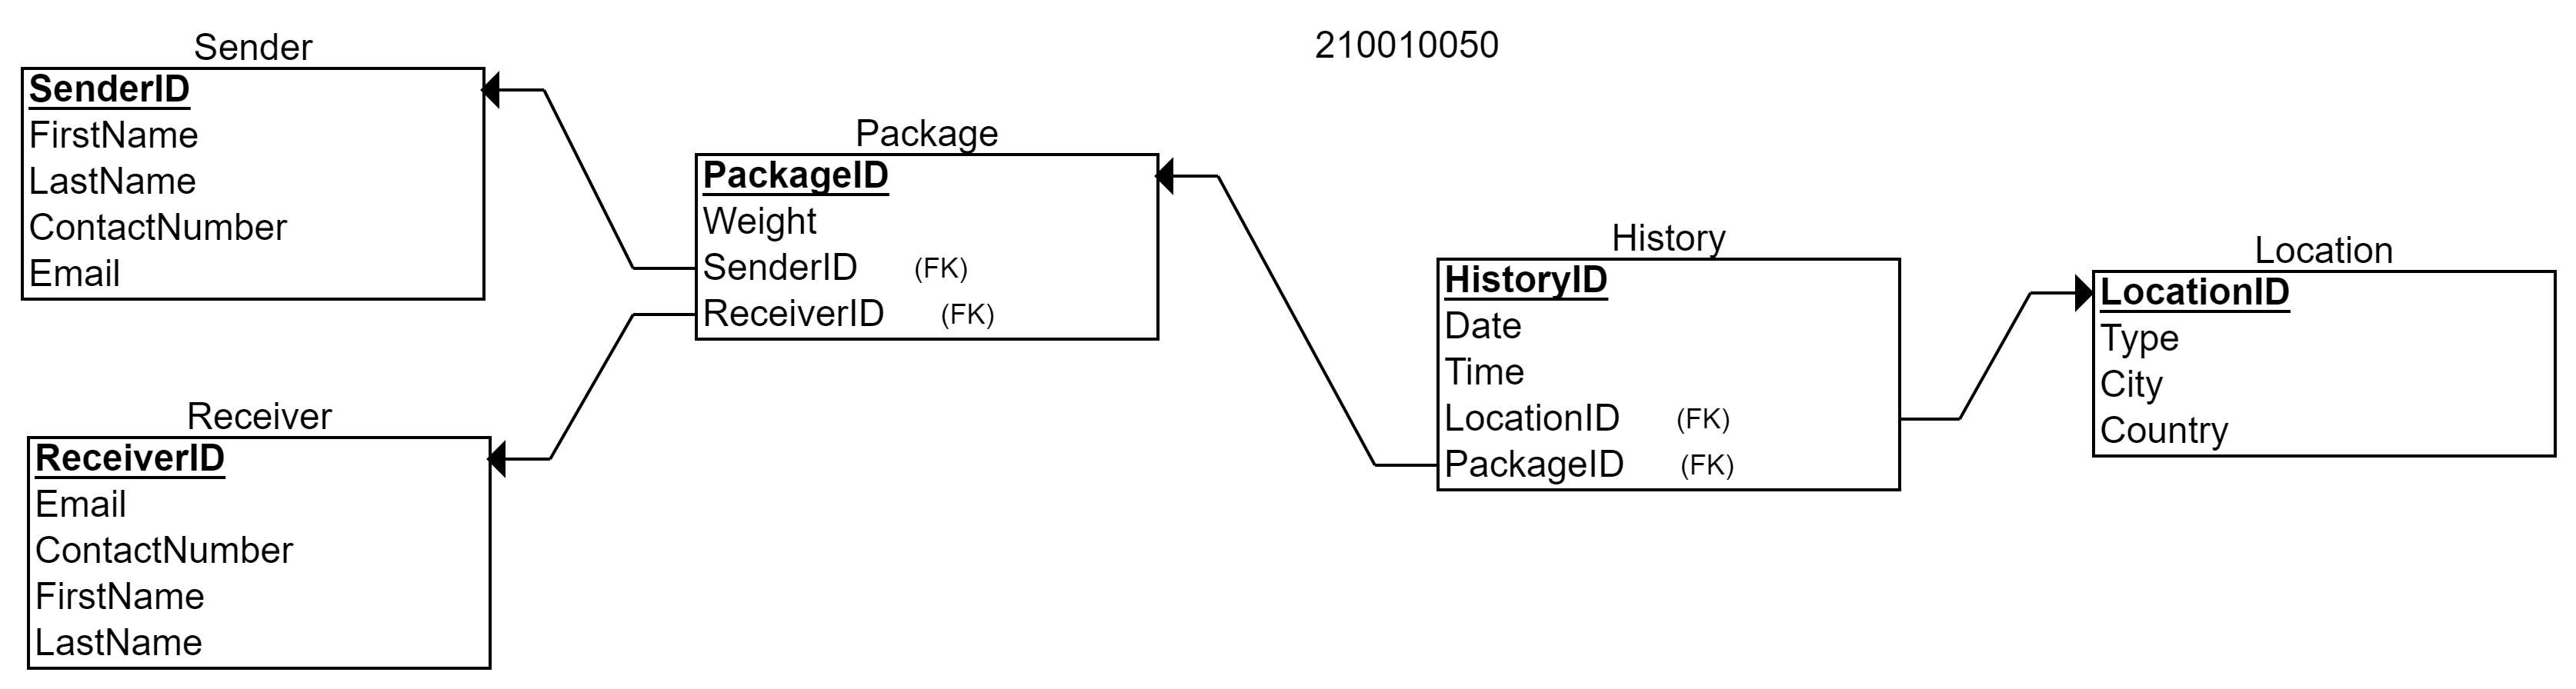 210010050
Sender
SenderID
FirstName
LastName
ContactNumber
Email
Receiver
ReceiverID
Email
ContactNumber
FirstName
LastName
Package
PackageID
Weight
SenderID (FK)
ReceiverID (FK)
History
HistoryID
Date
Time
LocationID (FK)
PackageID (FK)
Location
LocationID
Type
City
Country